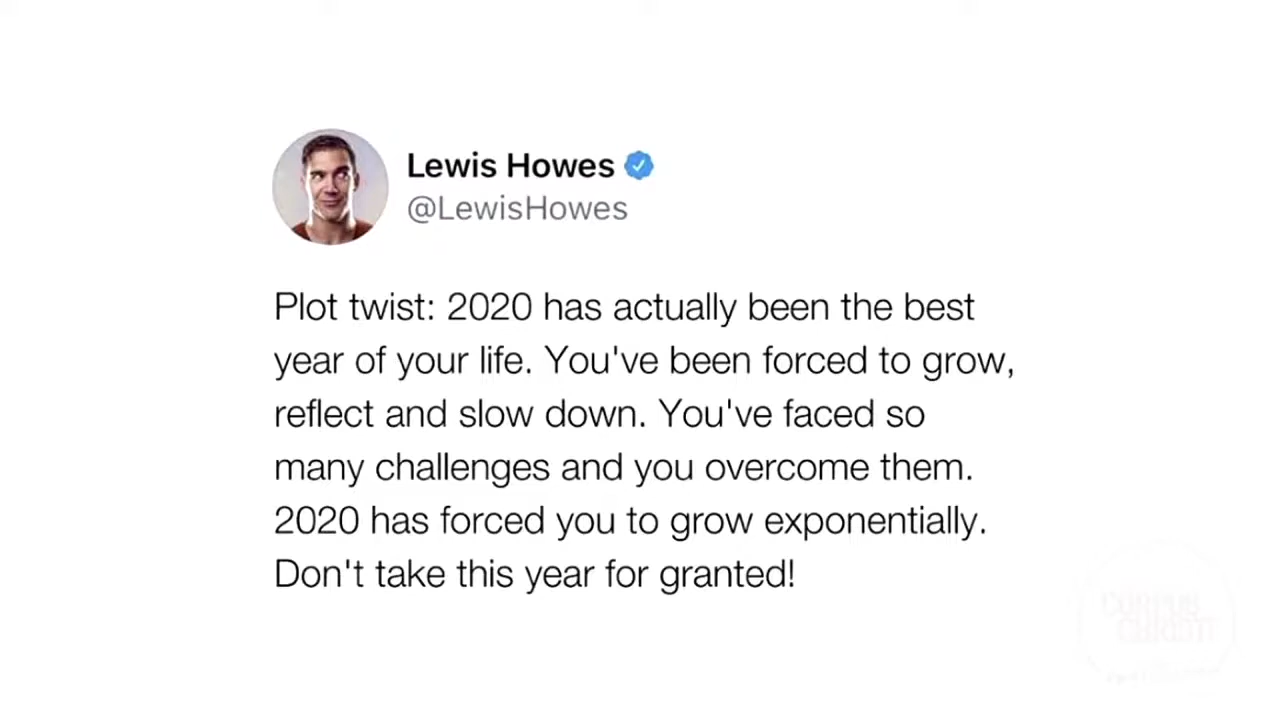 Lewis Howes
@LewisHowes
Plot twist: 2020 has actually been the best
year of your life. You've been forced to grow,
reflect and slow down. You've faced so
many challenges and you overcome them.
2020 has forced you to grow exponentially.
Don't take this year for granted!